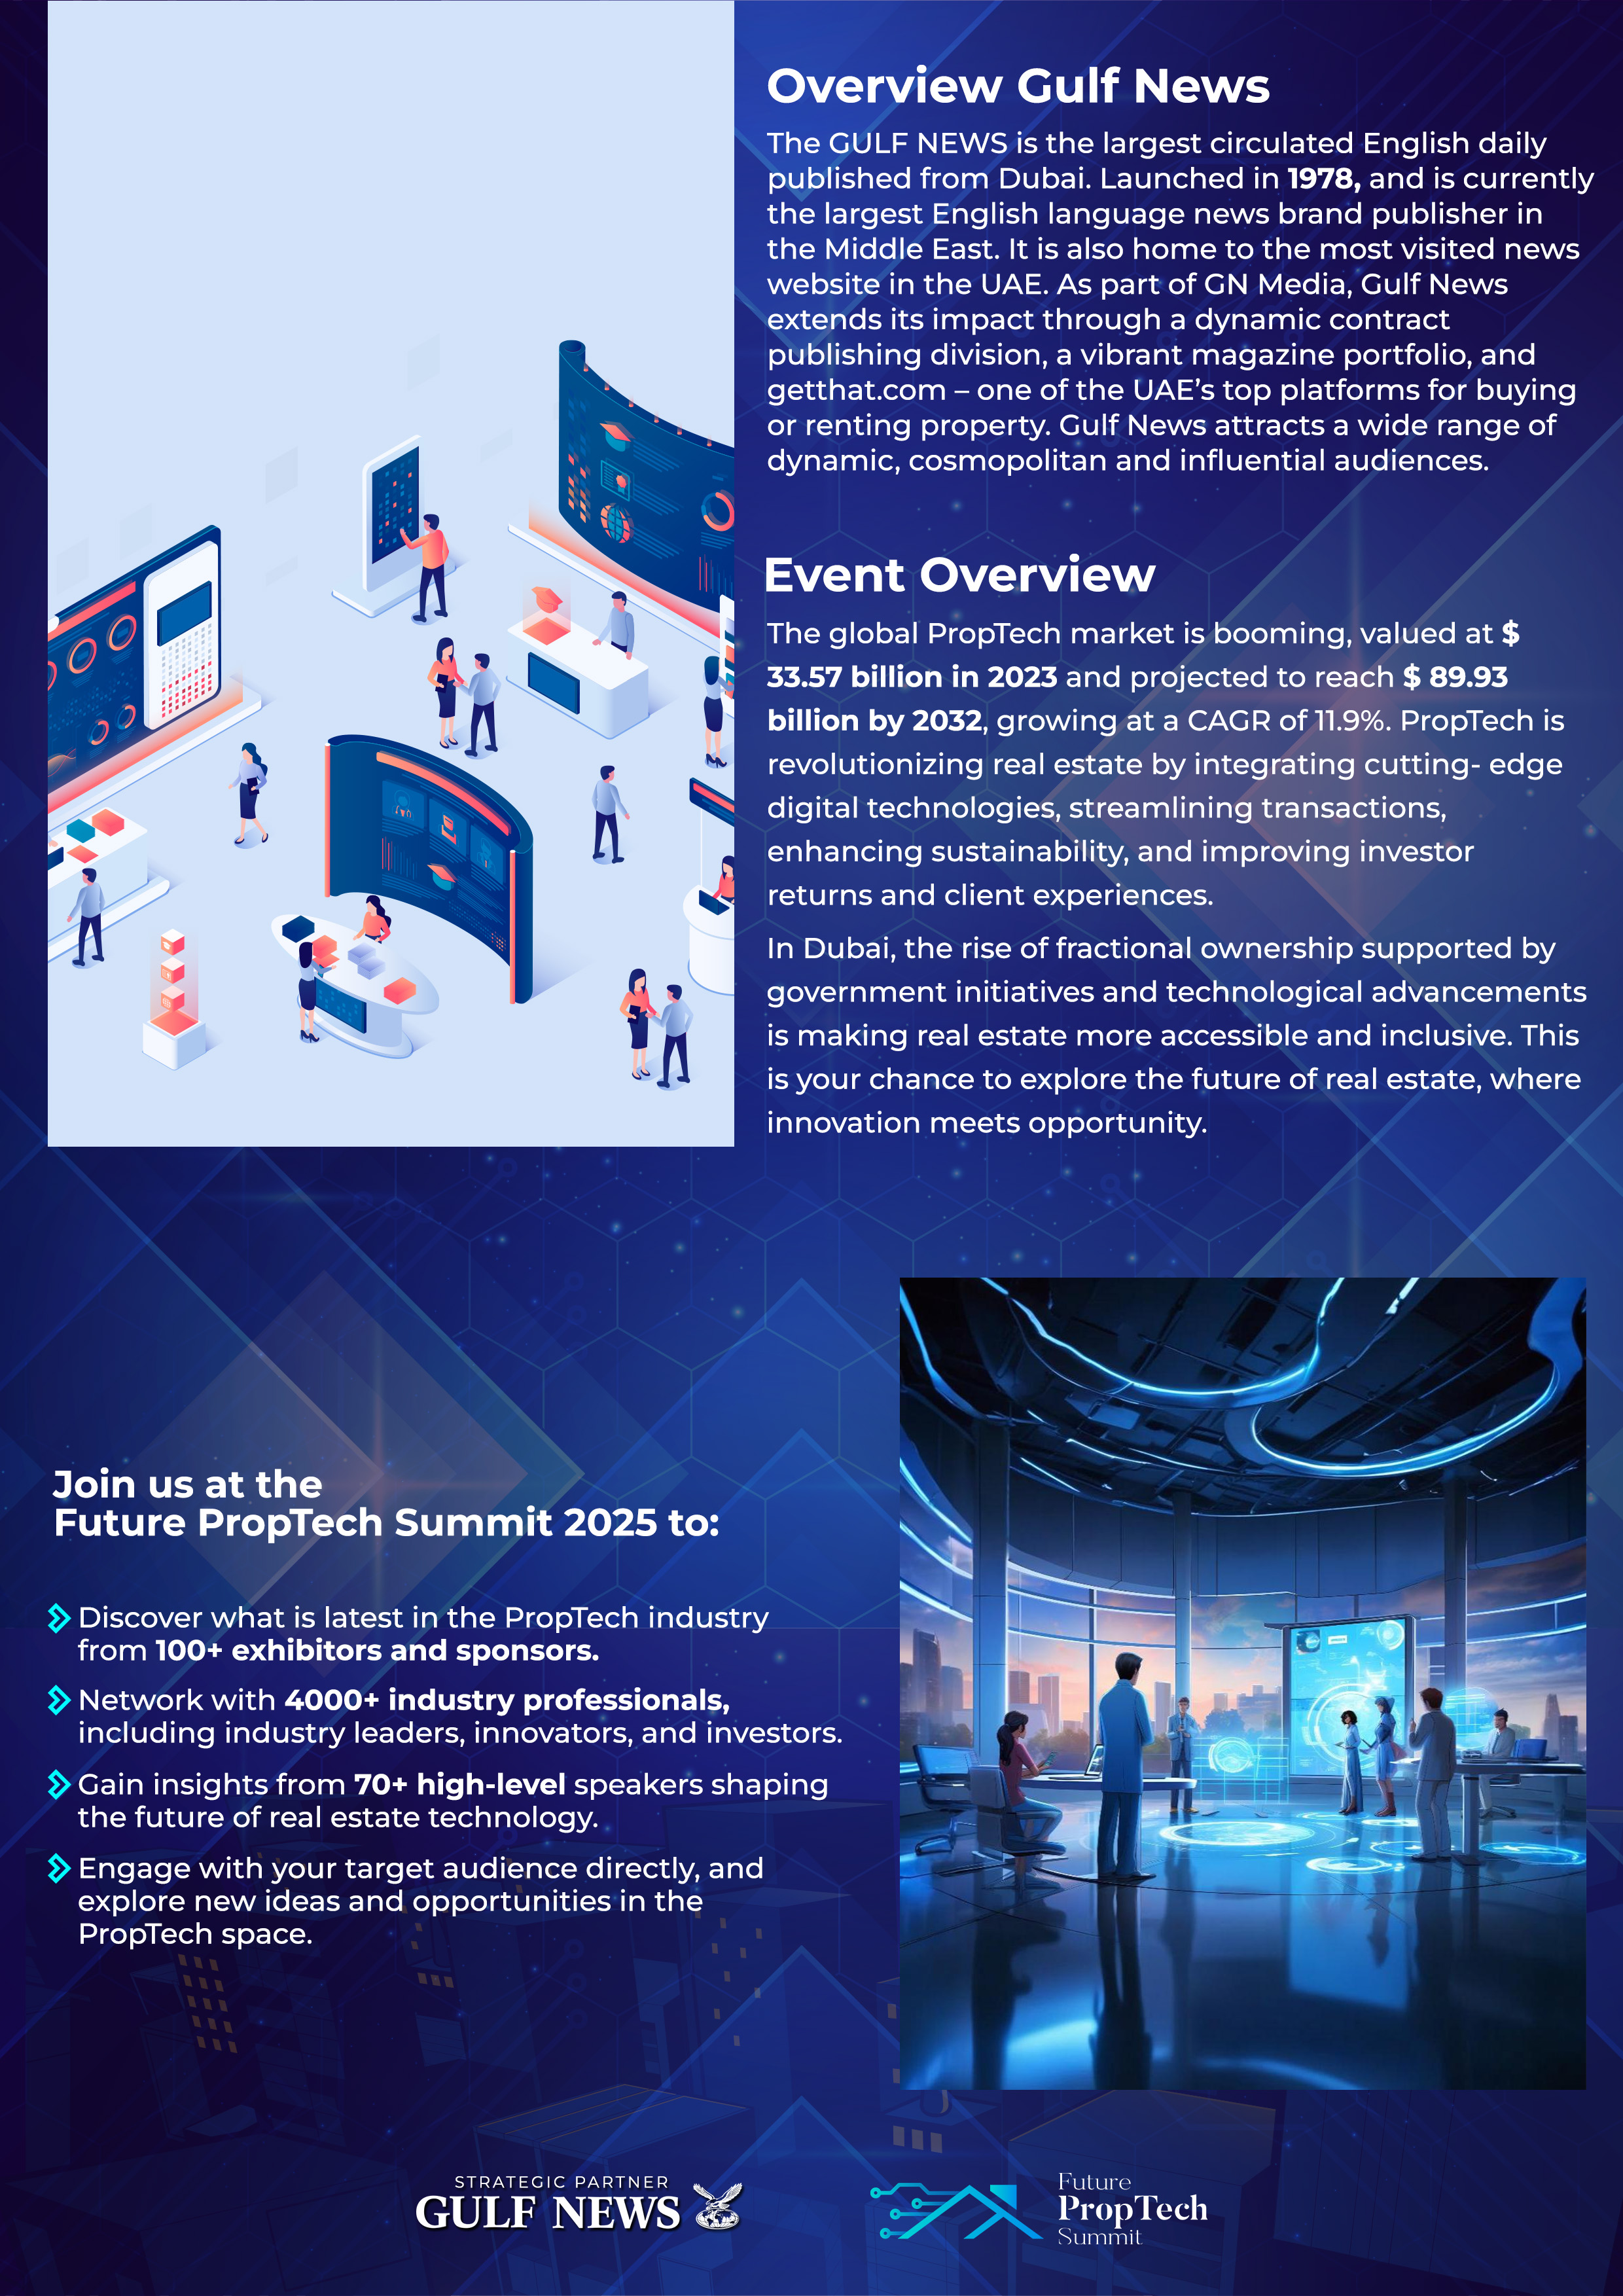 Overview Gulf News
The GULF NEWS is the largest circulated English daily
published from Dubai. Launched in 1978, and is currently
the largest English language news brand publisher in
the Middle East. It is also home to the most visited news
website in the UAE. As part of GN Media, Gulf News
extends its impact through a dynamic contract
publishing division, a vibrant magazine portfolio, and
getthat.com – one of the UAE’s top platforms for buying
or renting property. Gulf News attracts a wide range of
dynamic, cosmopolitan and influential audiences.
Event Overview
The global PropTech market is booming, valued at $
33.57 billion in 2023 and projected to reach $ 89.93
billion by 2032, growing at a CAGR of 11.9%. PropTech is
revolutionizing real estate by integrating cutting- edge
digital technologies, streamlining transactions,
enhancing sustainability, and improving investor
returns and client experiences.
In Dubai, the rise of fractional ownership supported by
government initiatives and technological advancements
is making real estate more accessible and inclusive. This
is your chance to explore the future of real estate, where
innovation meets opportunity.
Join us at the
Future PropTech Summit 2025 to:
Discover what is latest in the PropTech industry
from 100+ exhibitors and sponsors.
Network with 4000+ industry professionals,
including industry leaders, innovators, and investors.
Gain insights from 70+ high-level speakers shaping
the future of real estate technology.
Engage with your target audience directly, and
explore new ideas and opportunities in the
PropTech space.
STRATEGIC PARTNER
GULF NEWS
Future
PropTech
Summit